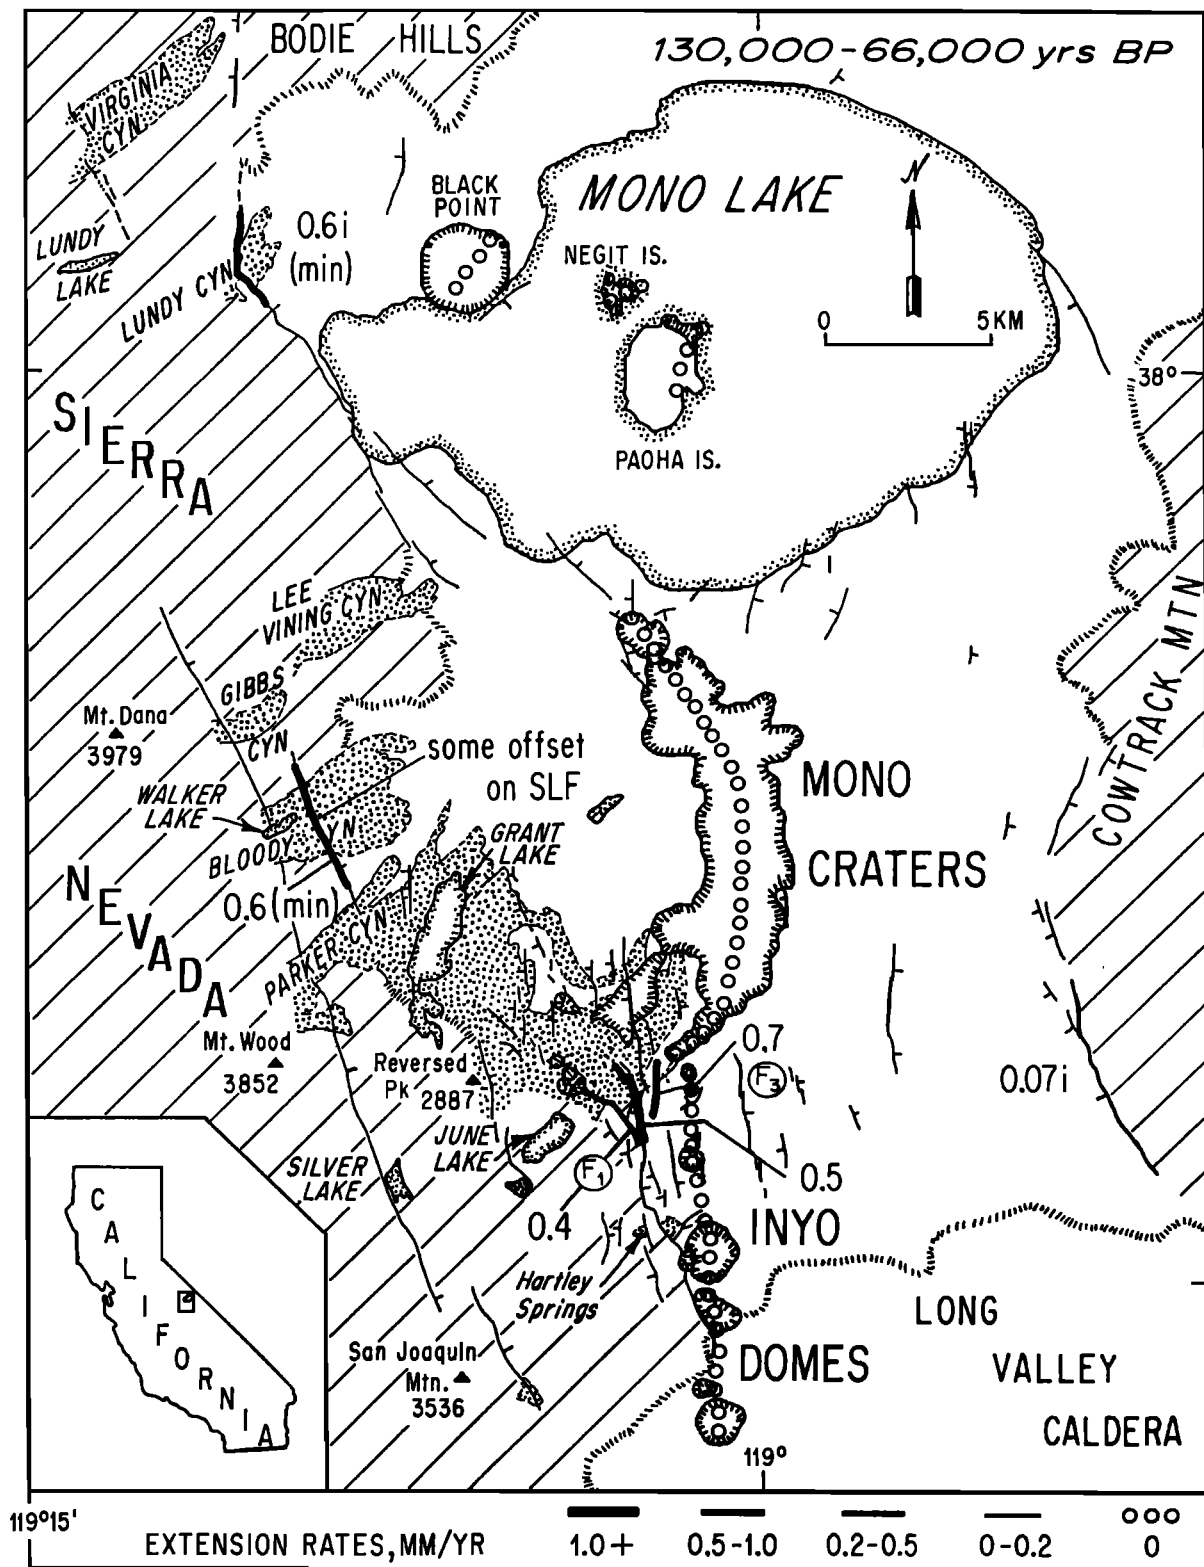 BODIE HILLS
130,000-66,000 yrs BP
VIRGINIA
CYN
MONO LAKE
N
BLACK
POINT
LUNDY
LAKE
0.6i
(min)
LUNDY CYN
NEGIT IS.
0 5KM
38°
PAOHA IS.
SIERRA
LEE
VINING CYN
GIBBS
CYN
Mt. Dana
3979
some offset
on SLF
WALKER
LAKE
BLOODY CYN
GRANT
LAKE
MONO
CRATERS
COWTRACK MTN
NEVADA
0.6 (min)
PARKER CYN
Mt. Wood
3852
Reversed
Pk 2887
0.7
F3
0.07i
JUNE
LAKE
SILVER
LAKE
F1
0.5
0.4
INYO
Hartley
Springs
DOMES
San Joaquin
Mtn.
3536
LONG
VALLEY
CALDERA
CALIFORNIA
119°
119°15'
EXTENSION RATES, MM/YR
1.0+ 0.5-1.0 0.2-0.5 0-0.2 0